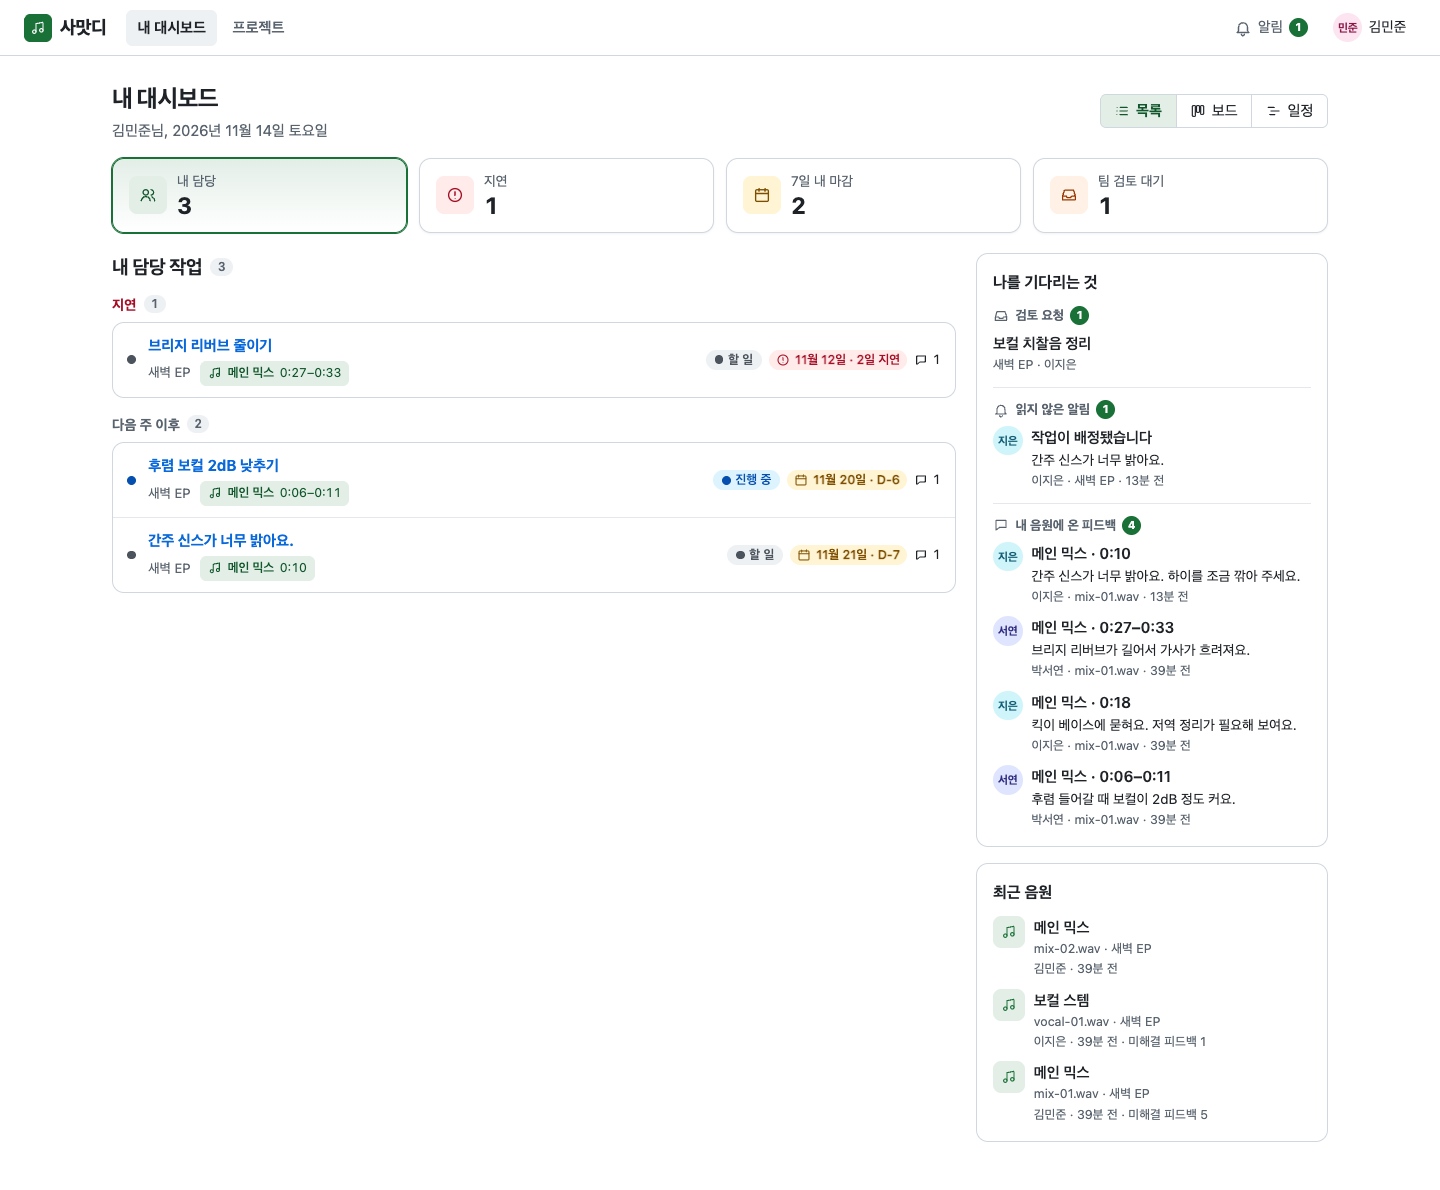 사맛디
내 대시보드
프로젝트
알림 1
민준 김민준
내 대시보드
김민준님, 2026년 11월 14일 토요일
목록
보드
일정
내 담당
3
지연
1
7일 내 마감
2
팀 검토 대기
1
내 담당 작업 3
지연 1
브리지 리버브 줄이기
새벽 EP 메인 믹스 0:27–0:33
할 일 11월 12일 · 2일 지연 1
다음 주 이후 2
후렴 보컬 2dB 낮추기
새벽 EP 메인 믹스 0:06–0:11
진행 중 11월 20일 · D-6 1
간주 신스가 너무 밝아요.
새벽 EP 메인 믹스 0:10
할 일 11월 21일 · D-7 1
나를 기다리는 것
검토 요청 1
보컬 치찰음 정리
새벽 EP · 이지은
읽지 않은 알림 1
지은 작업이 배정됐습니다
간주 신스가 너무 밝아요.
이지은 · 새벽 EP · 13분 전
내 음원에 온 피드백 4
지은 메인 믹스 · 0:10
간주 신스가 너무 밝아요. 하이를 조금 깎아 주세요.
이지은 · mix-01.wav · 13분 전
서연 메인 믹스 · 0:27–0:33
브리지 리버브가 길어서 가사가 흐려져요.
박서연 · mix-01.wav · 39분 전
지은 메인 믹스 · 0:18
킥이 베이스에 묻혀요. 저역 정리가 필요해 보여요.
이지은 · mix-01.wav · 39분 전
서연 메인 믹스 · 0:06–0:11
후렴 들어갈 때 보컬이 2dB 정도 커요.
박서연 · mix-01.wav · 39분 전
최근 음원
메인 믹스
mix-02.wav · 새벽 EP
김민준 · 39분 전
보컬 스템
vocal-01.wav · 새벽 EP
이지은 · 39분 전 · 미해결 피드백 1
메인 믹스
mix-01.wav · 새벽 EP
김민준 · 39분 전 · 미해결 피드백 5